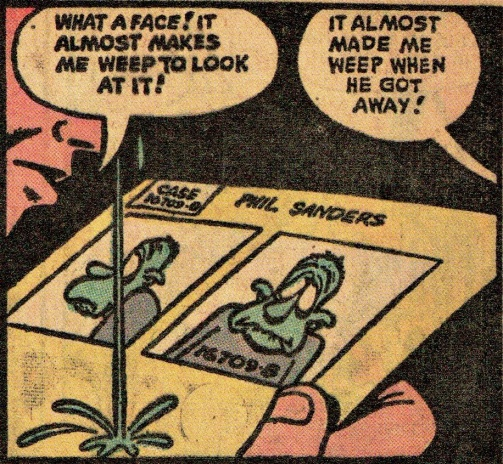 WHAT A FACE! IT
ALMOST MAKES
ME WEEP TO LOOK
AT IT!
IT ALMOST
MADE ME
WEEP WHEN
HE GOT
AWAY!
CASE
16709-B
PHIL SANDERS
16709-B